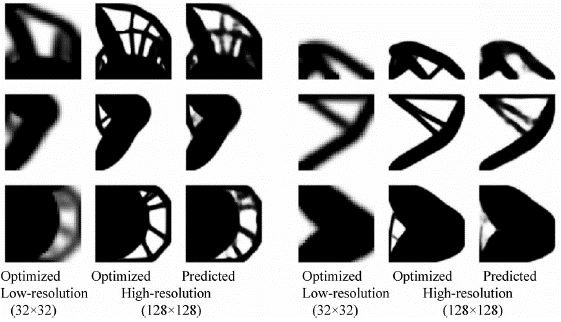 Optimized Optimized Predicted Optimized Optimized Predicted
Low-resolution High-resolution Low-resolution High-resolution
(32×32) (128×128) (32×32) (128×128)